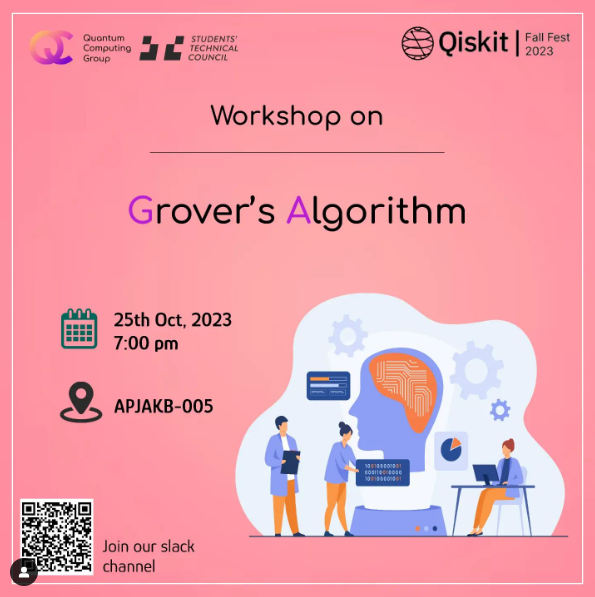 Quantum
Computing
Group
STUDENTS'
TECHNICAL
COUNCIL
Qiskit
Fall Fest
2023
Workshop on
Grover's Algorithm
25th Oct, 2023
7:00 pm
APJAKB-005
Join our slack
channel